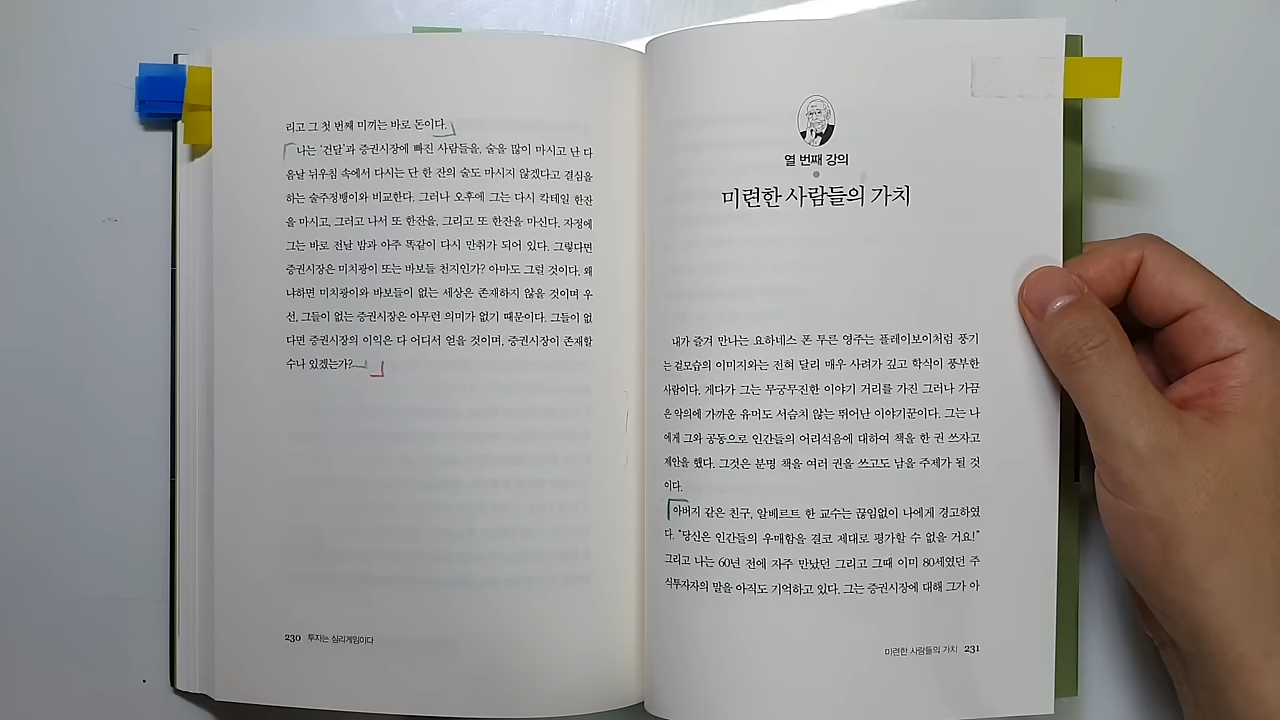 리고 그 첫 번째 미끼는 바로 돈이다.
나는 '건달'과 증권시장에 빠진 사람들을, 술을 많이 마시고 난 다
음날 뉘우침 속에서 다시는 단 한 잔의 술도 마시지 않겠다고 결심을
하는 술주정뱅이와 비교한다. 그러나 오후에 그는 다시 칵테일 한잔
을 마시고, 그러고 나서 또 한잔을, 그리고 또 한잔을 마신다. 자정에
그는 바로 전날 밤과 아주 똑같이 다시 만취가 되어 있다. 그렇다면
증권시장은 미치광이 또는 바보들 천지인가? 아마도 그럴 것이다. 왜
냐하면 미치광이와 바보들이 없는 세상은 존재하지 않을 것이며 우
선, 그들이 없는 증권시장은 아무런 의미가 없기 때문이다. 그들이 없
다면 증권시장의 이익은 다 어디서 얻을 것이며, 증권시장이 존재할
수나 있겠는가?
230 투자는 심리게임이다
열 번째 강의
미련한 사람들의 가치
내가 즐겨 만나는 요하네스 폰 투른 영주는 플레이보이처럼 풍기
는 겉모습의 이미지와는 전혀 달리 매우 사려가 깊고 학식이 풍부한
사람이다. 게다가 그는 무궁무진한 이야기 거리를 가진 그러나 가끔
은 악의에 가까운 유머도 서슴치 않는 뛰어난 이야기꾼이다. 그는 나
에게 그와 공동으로 인간들의 어리석음에 대하여 책을 한 권 쓰자고
제안을 했다. 그것은 분명 책을 여러 권을 쓰고도 남을 주제가 될 것
이다.
아버지 같은 친구, 알베르트 한 교수는 끊임없이 나에게 경고하였
다. "당신은 인간들의 우매함을 결코 제대로 평가할 수 없을 거요!"
그리고 나는 60년 전에 자주 만났던 그리고 그때 이미 80세였던 주
식투자자의 말을 아직도 기억하고 있다. 그는 증권시장에 대해 그가 아
미련한 사람들의 가치 231